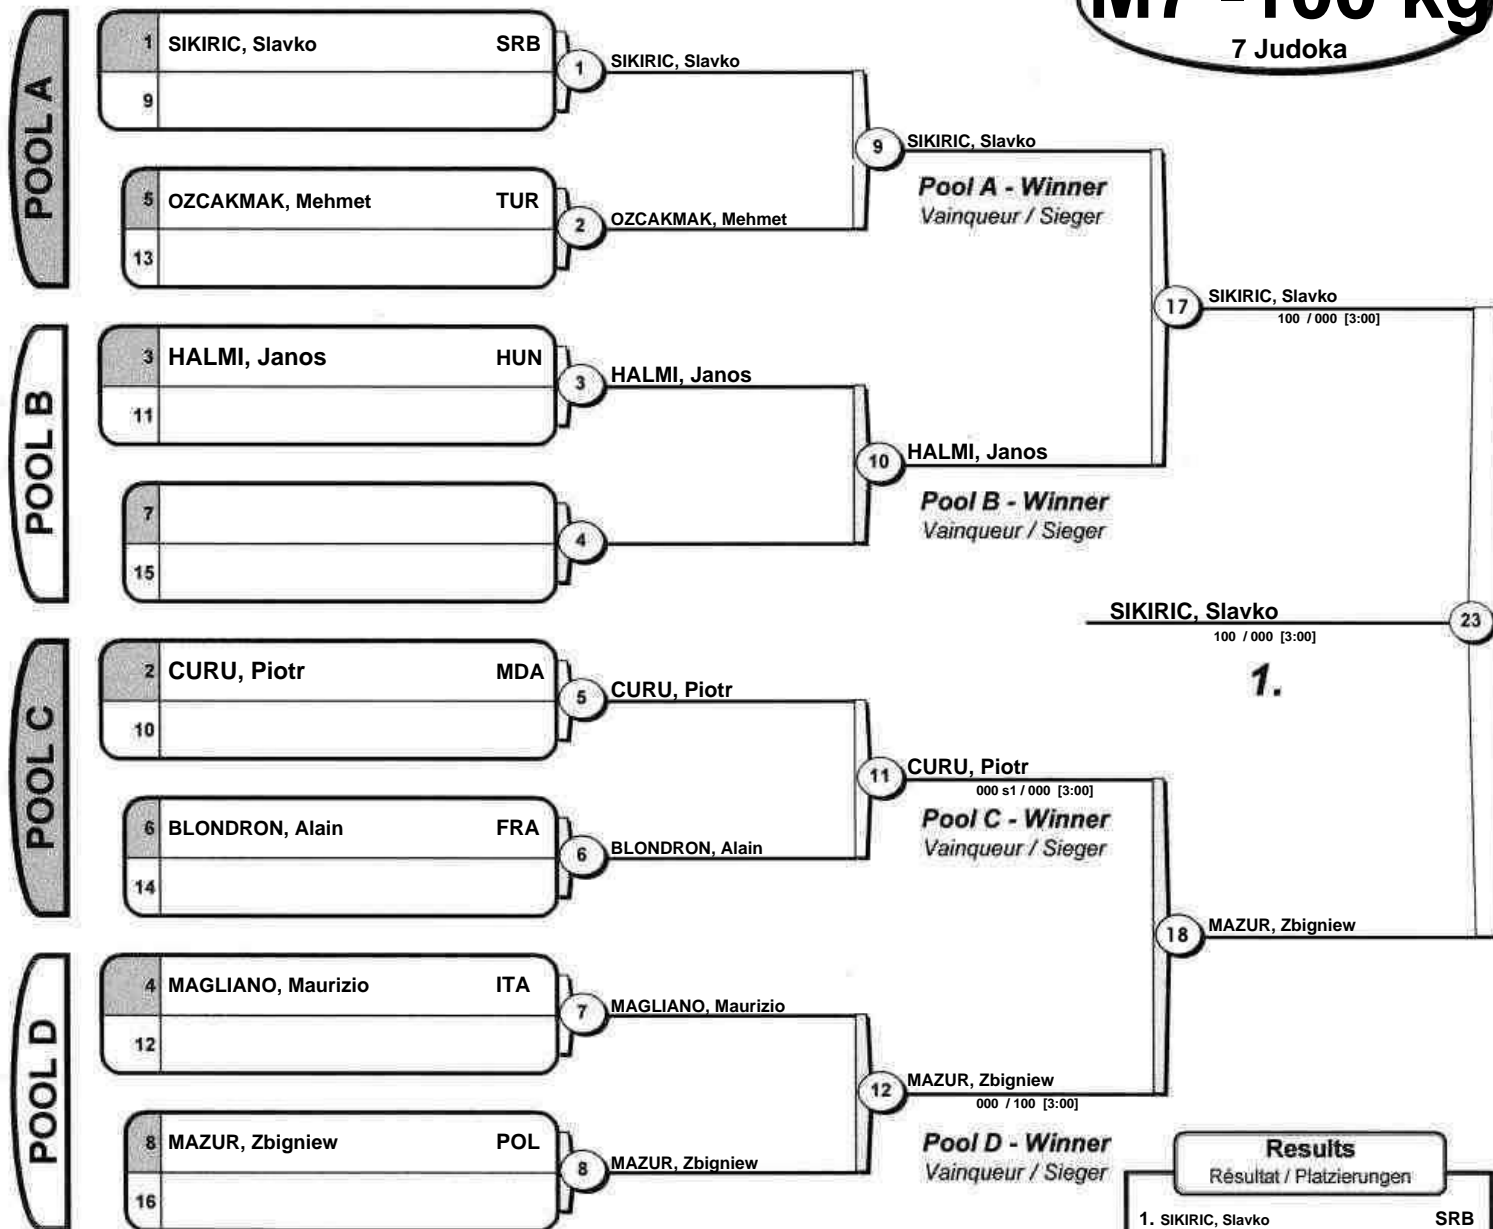 M7 -100 kg
7 Judoka
POOL A
1 SIKIRIC, Slavko SRB
9
5 OZCAKMAK, Mehmet TUR
13
1 SIKIRIC, Slavko
2 OZCAKMAK, Mehmet
9 SIKIRIC, Slavko
Pool A - Winner
Vainqueur / Sieger
POOL B
3 HALMI, Janos HUN
11
7
15
3 HALMI, Janos
4
10 HALMI, Janos
Pool B - Winner
Vainqueur / Sieger
17 SIKIRIC, Slavko
100 / 000 [3:00]
SIKIRIC, Slavko 23
100 / 000 [3:00]
1.
POOL C
2 CURU, Piotr MDA
10
6 BLONDRON, Alain FRA
14
5 CURU, Piotr
6 BLONDRON, Alain
11 CURU, Piotr
000 s1 / 000 [3:00]
Pool C - Winner
Vainqueur / Sieger
18 MAZUR, Zbigniew
POOL D
4 MAGLIANO, Maurizio ITA
12
8 MAZUR, Zbigniew POL
16
7 MAGLIANO, Maurizio
8 MAZUR, Zbigniew
12 MAZUR, Zbigniew
000 / 100 [3:00]
Pool D - Winner
Vainqueur / Sieger
Results
Résultat / Platzierungen
1. SIKIRIC, Slavko SRB